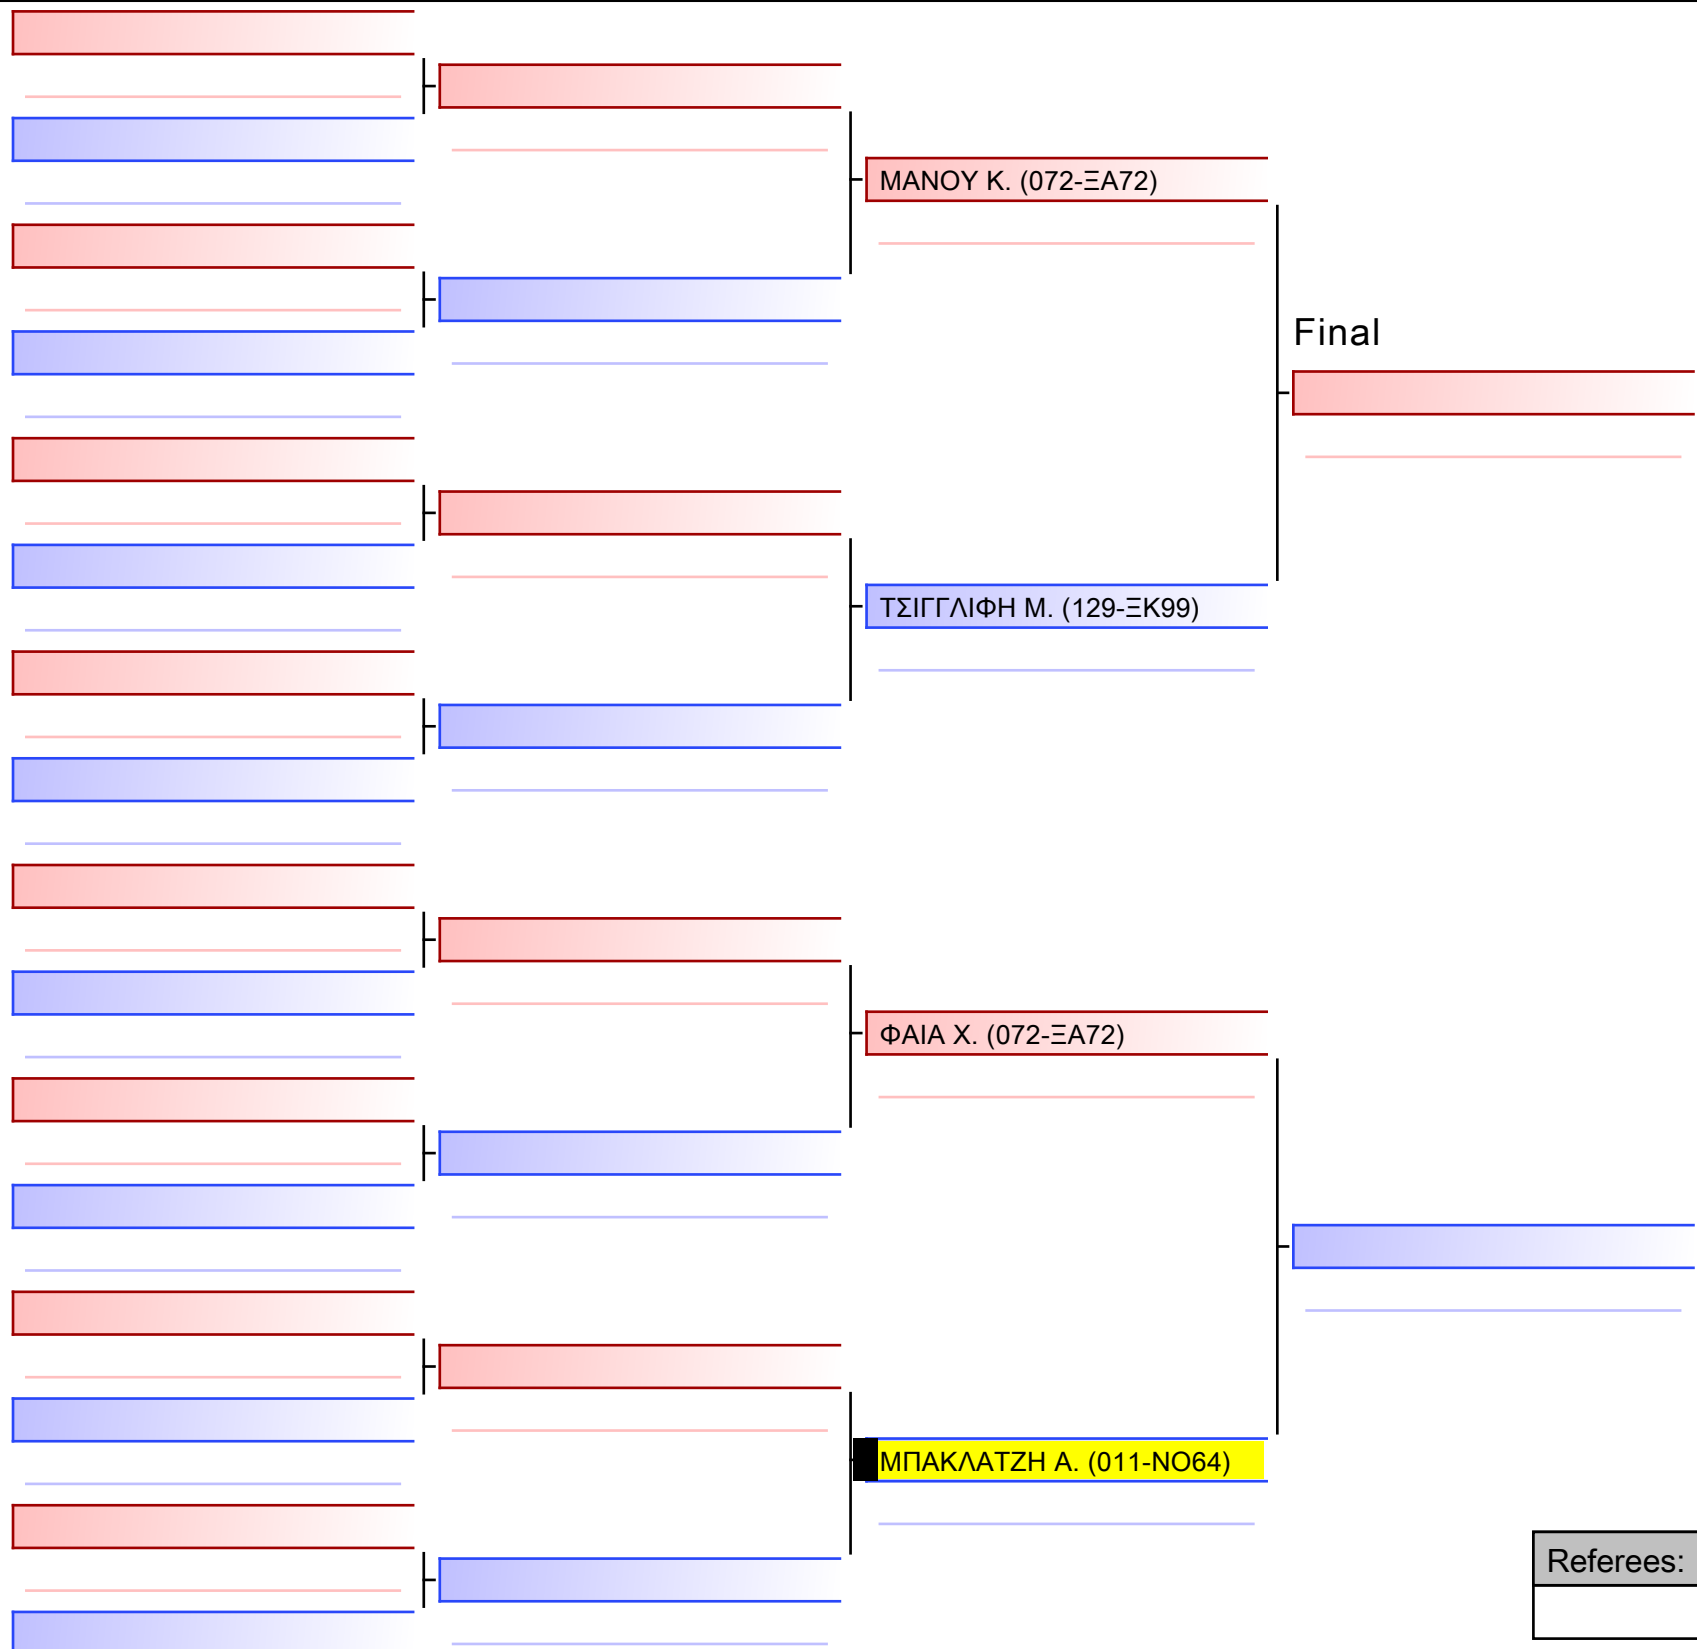 ΜΑΝΟΥ Κ. (072-ΞΑ72)
Final
ΤΣΙΓΓΛΙΦΗ Μ. (129-ΞΚ99)
ΦΑΙΑ Χ. (072-ΞΑ72)
ΜΠΑΚΛΑΤΖΗ Α. (011-ΝΟ64)
Referees: